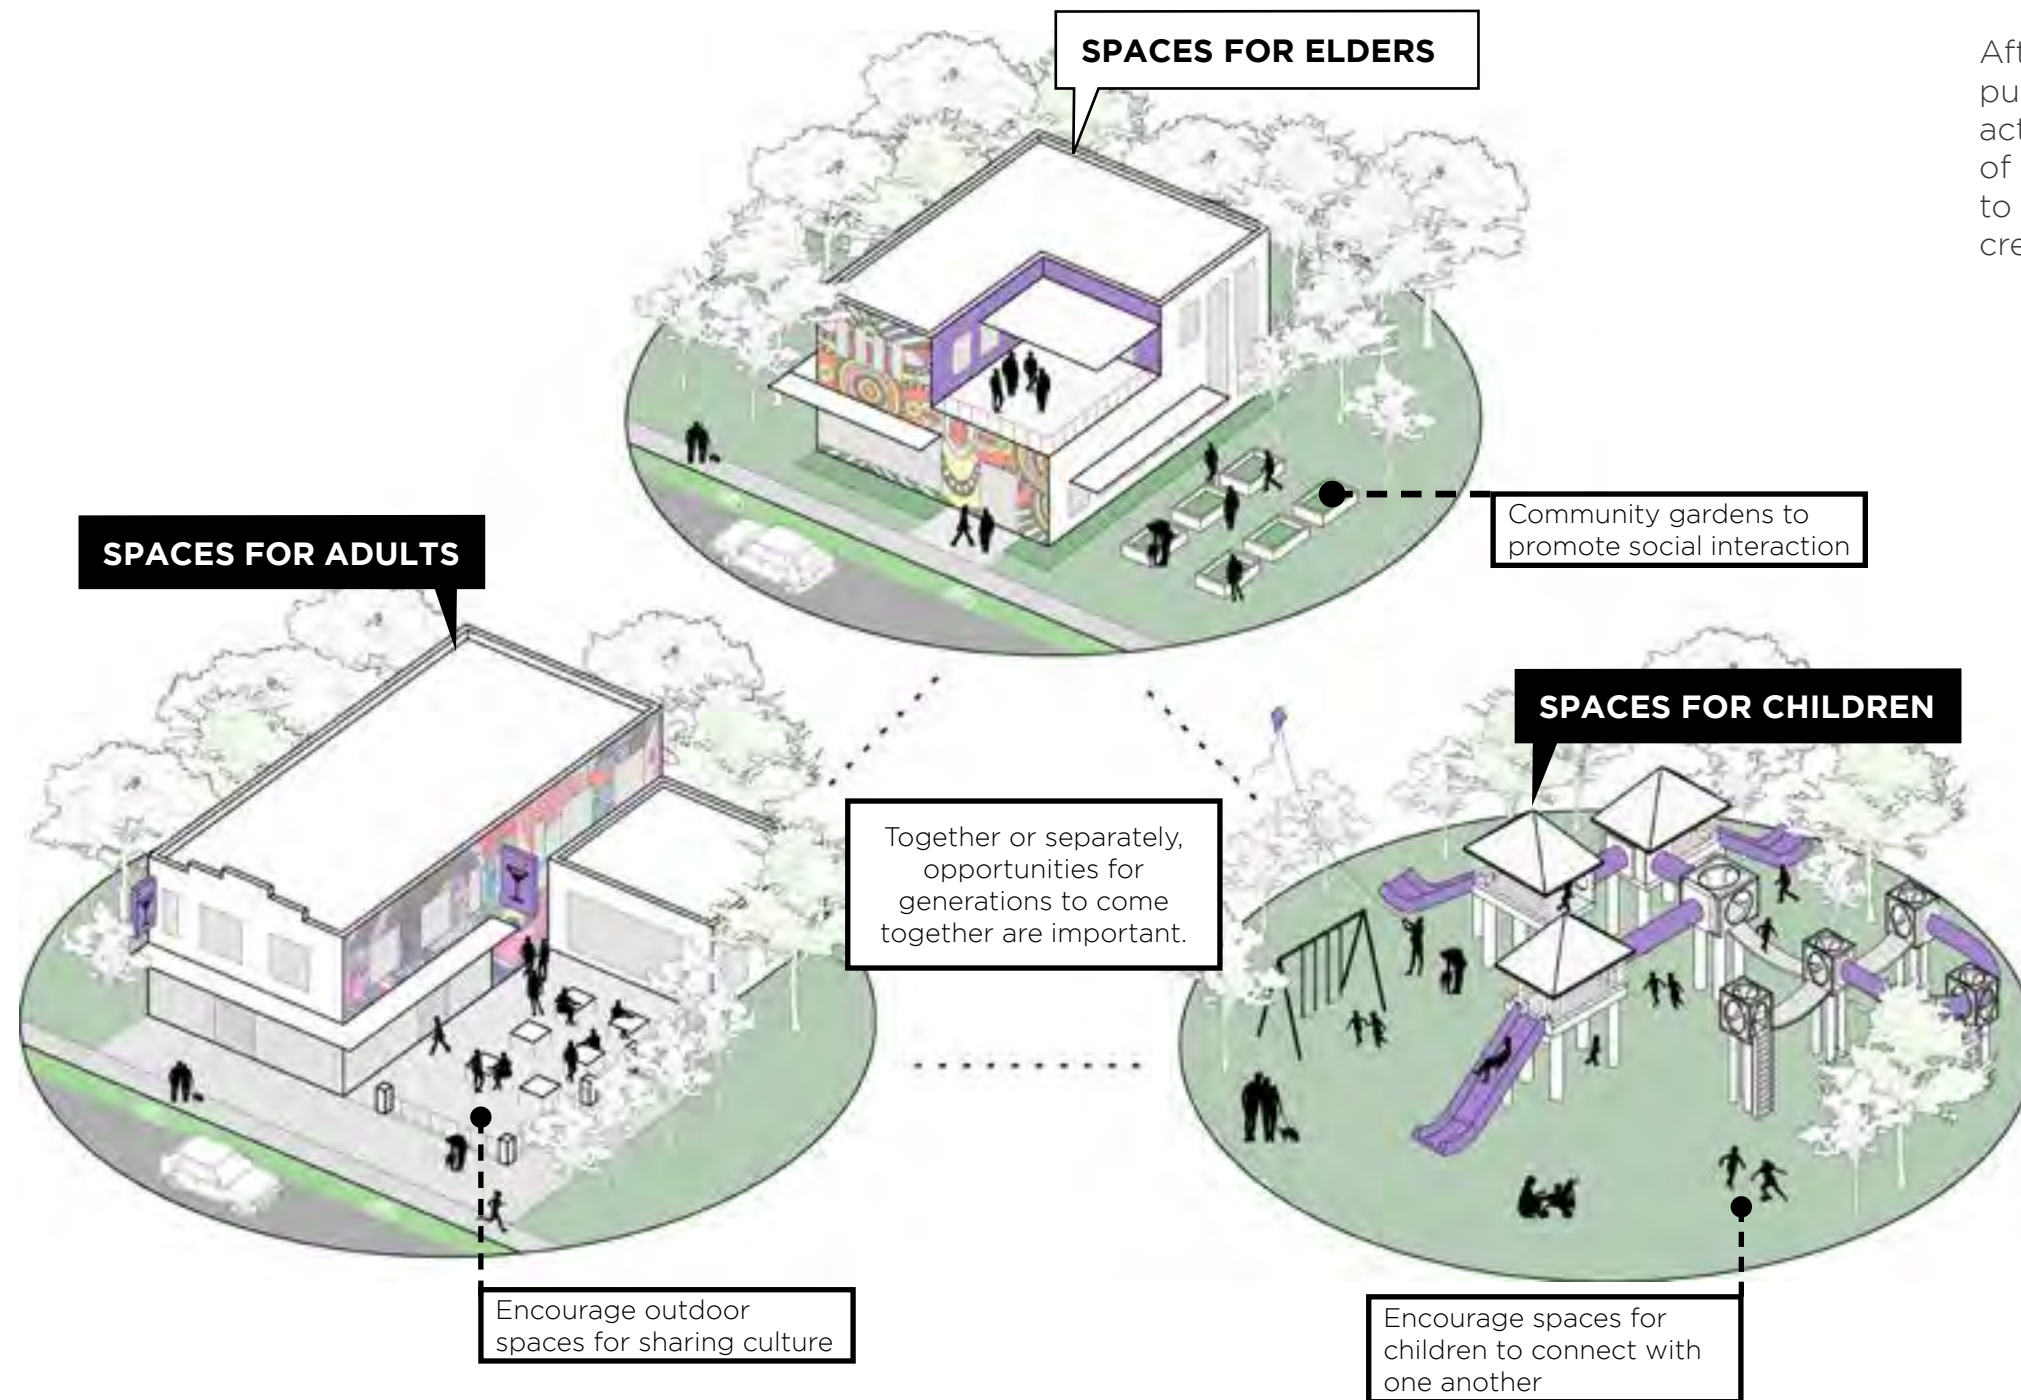 SPACES FOR ELDERS
Community gardens to
promote social interaction
SPACES FOR ADULTS
SPACES FOR CHILDREN
Together or separately,
opportunities for
generations to come
together are important.
Encourage outdoor
spaces for sharing culture
Encourage spaces for
children to connect with
one another
of
to